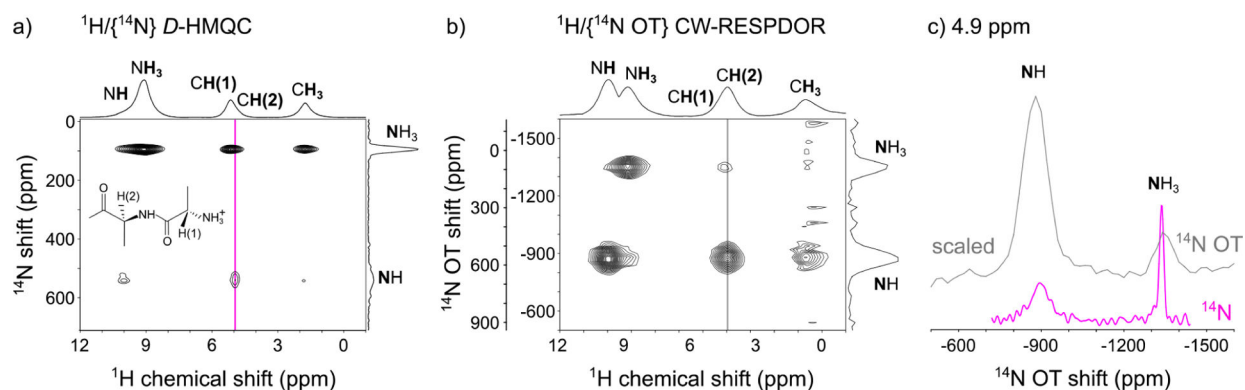 a) ¹H/{¹⁴N} D-HMQC
NH NH₃ CH(1) CH(2) CH₃
0
200
400
600
¹⁴N shift (ppm)
H(2)
O
NH
O
H(1)
NH₃⁺
NH₃
NH
12 9 6 3 0
¹H chemical shift (ppm)
b) ¹H/{¹⁴N OT} CW-RESPDOR
NH NH₃ CH(1) CH(2) CH₃
-1500
0
-1200
300
-900
600
-600
900
¹⁴N OT shift (ppm)
NH₃
NH
12 9 6 3 0
¹H chemical shift (ppm)
c) 4.9 ppm
NH
NH₃
scaled
¹⁴N OT
¹⁴N
-600 -900 -1200 -1500
¹⁴N OT shift (ppm)